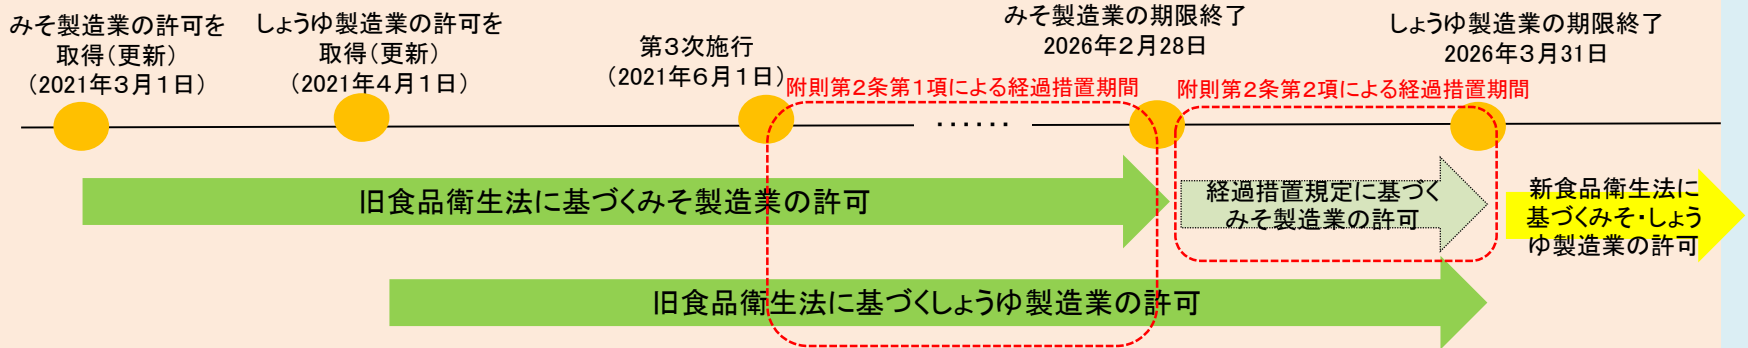 みそ製造業の許可を
取得(更新)
(2021年3月1日)
しょうゆ製造業の許可を
取得(更新)
(2021年4月1日)
第3次施行
(2021年6月1日)
みそ製造業の期限終了
2026年2月28日
しょうゆ製造業の期限終了
2026年3月31日
附則第2条第1項による経過措置期間
附則第2条第2項による経過措置期間
‥‥‥
旧食品衛生法に基づくみそ製造業の許可
経過措置規定に基づく
みそ製造業の許可
新食品衛生法に
基づくみそ・しょう
ゆ製造業の許可
旧食品衛生法に基づくしょうゆ製造業の許可